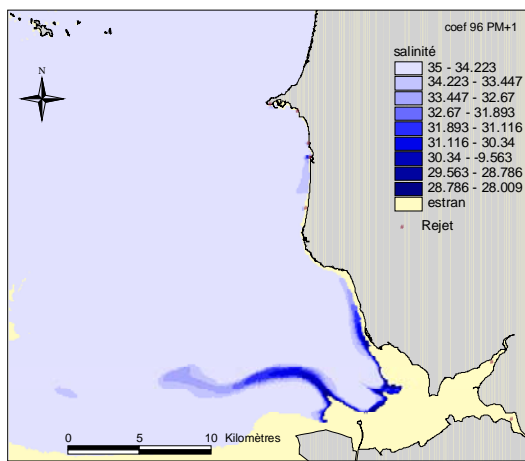 coef 96 PM+1
salinité
35 - 34.223
34.223 - 33.447
33.447 - 32.67
32.67 - 31.893
31.893 - 31.116
31.116 - 30.34
30.34 - -9.563
29.563 - 28.786
28.786 - 28.009
estran
Rejet
N
0 5 10 Kilomètres